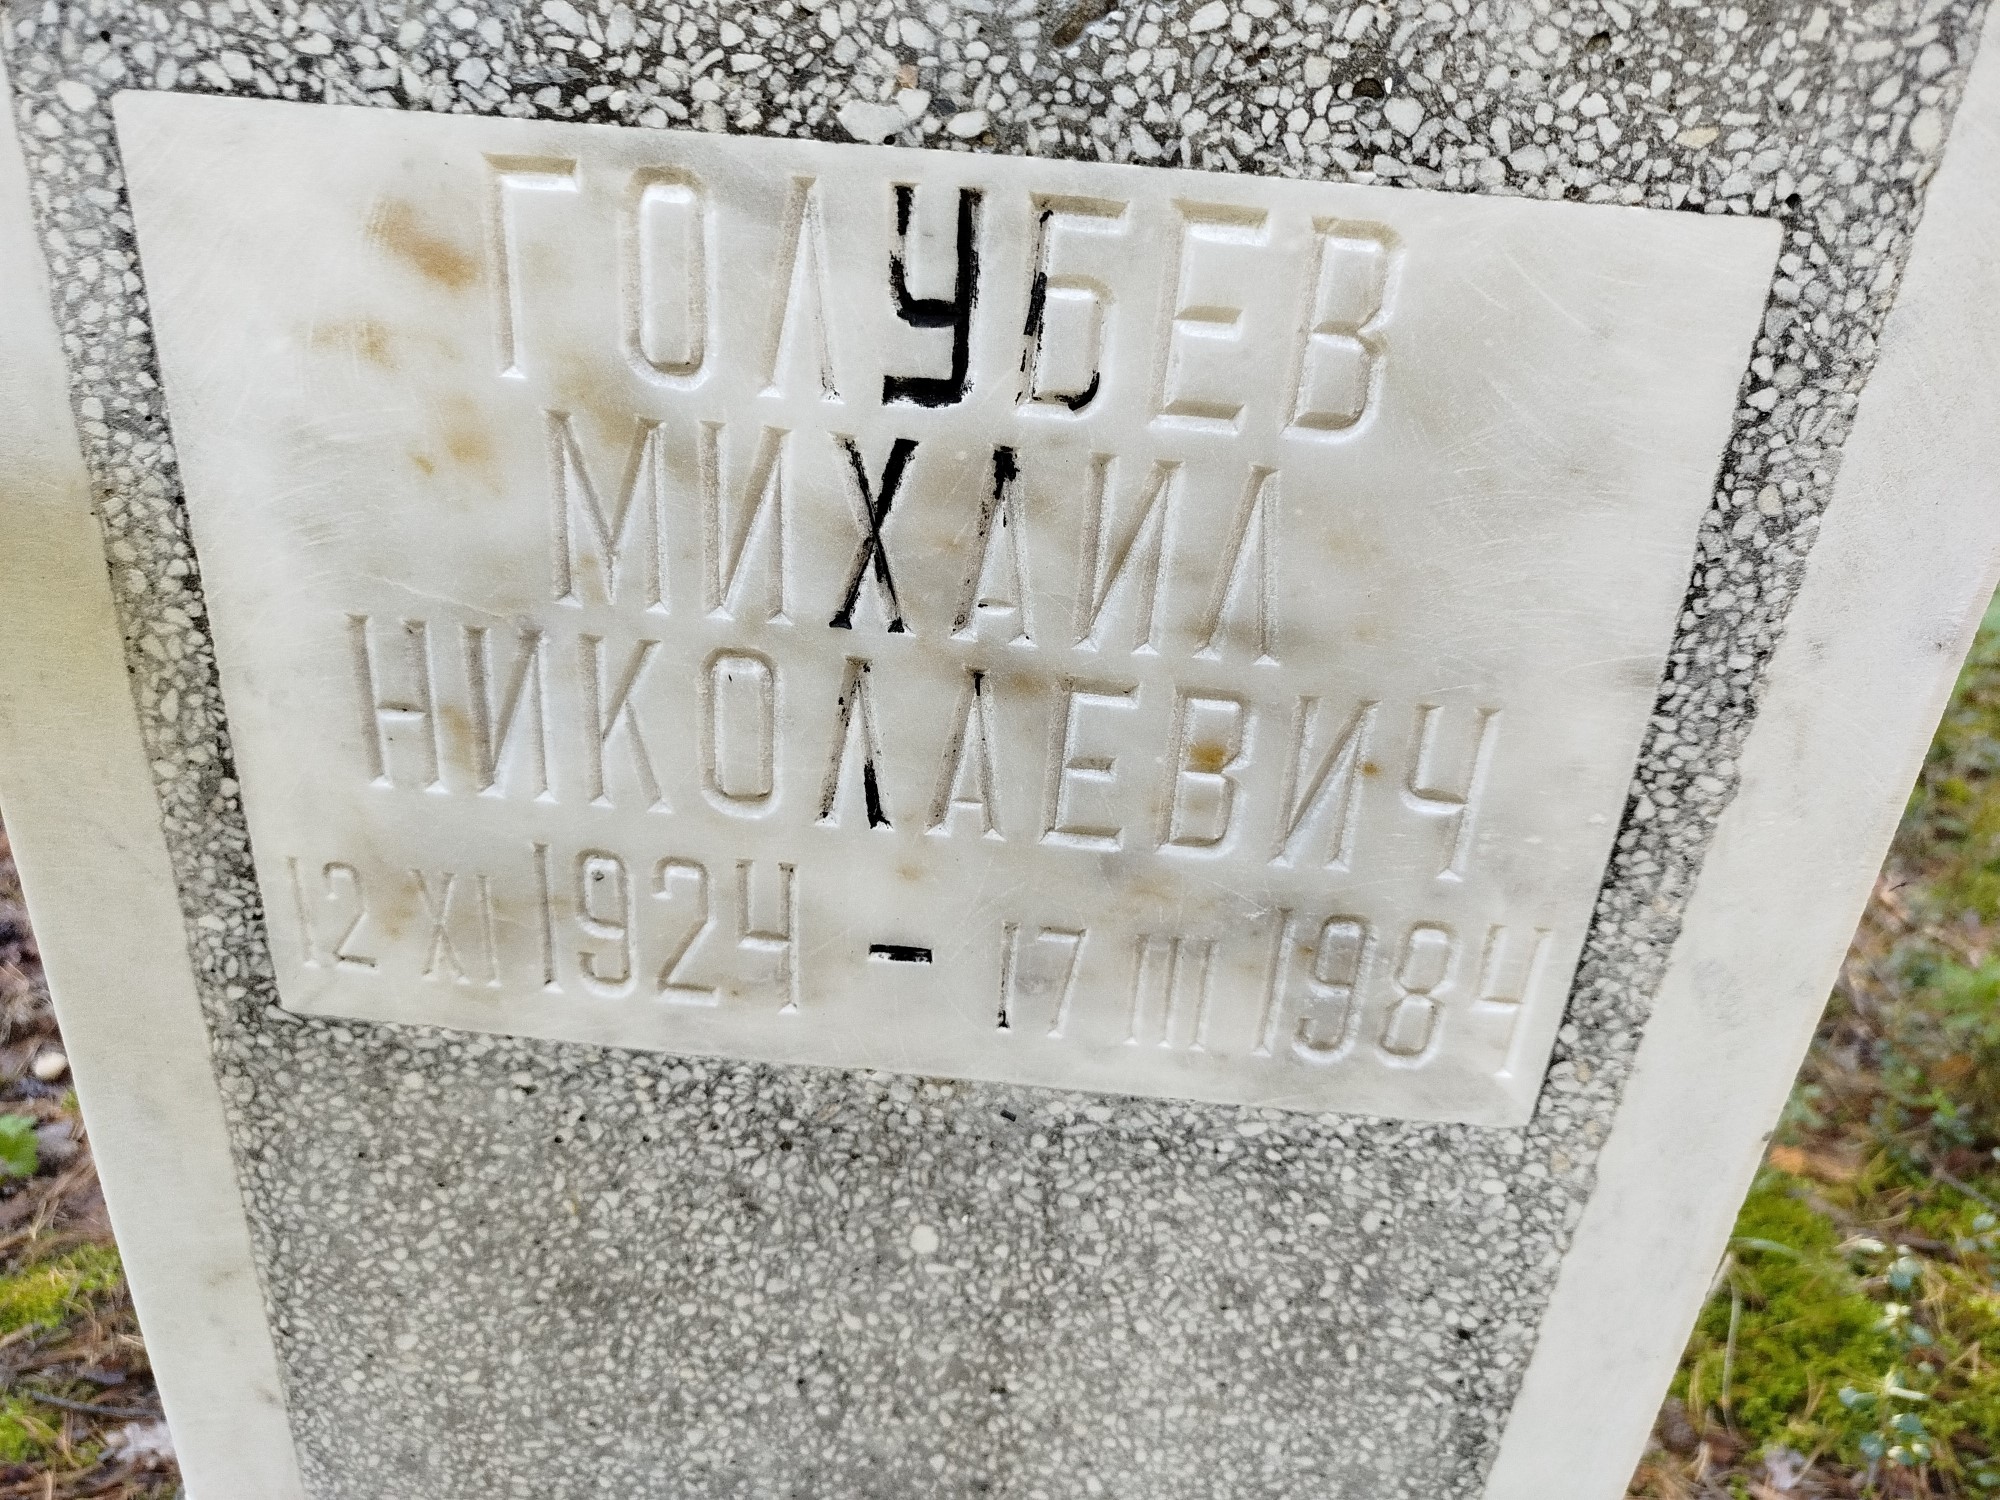 ГОЛУБЕВ
МИХАИЛ
НИКОЛАЕВИЧ
12 XI 1924 - 17 III 1984